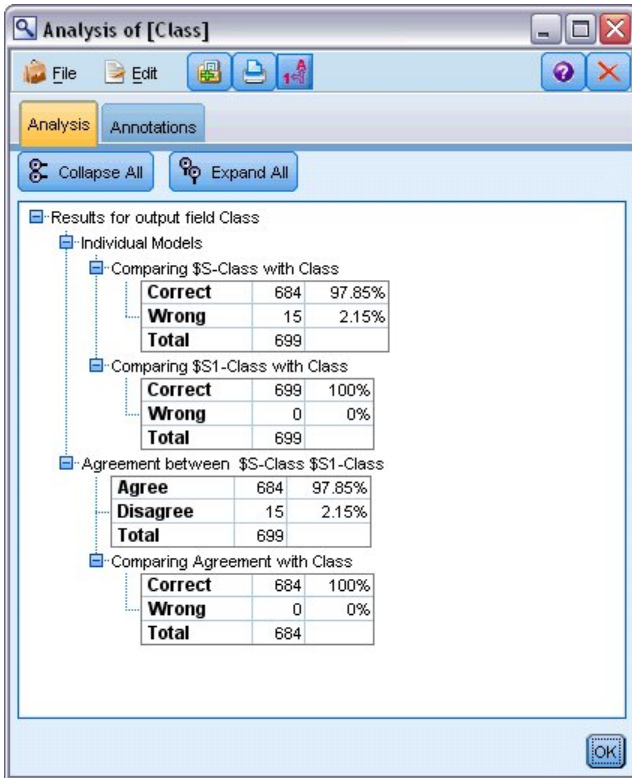 Analysis of [Class]
File Edit
Analysis Annotations
Collapse All Expand All
Results for output field Class
Individual Models
Comparing $S-Class with Class
Correct 684 97.85%
Wrong 15 2.15%
Total 699
Comparing $S1-Class with Class
Correct 699 100%
Wrong 0 0%
Total 699
Agreement between $S-Class $S1-Class
Agree 684 97.85%
Disagree 15 2.15%
Total 699
Comparing Agreement with Class
Correct 684 100%
Wrong 0 0%
Total 684
OK